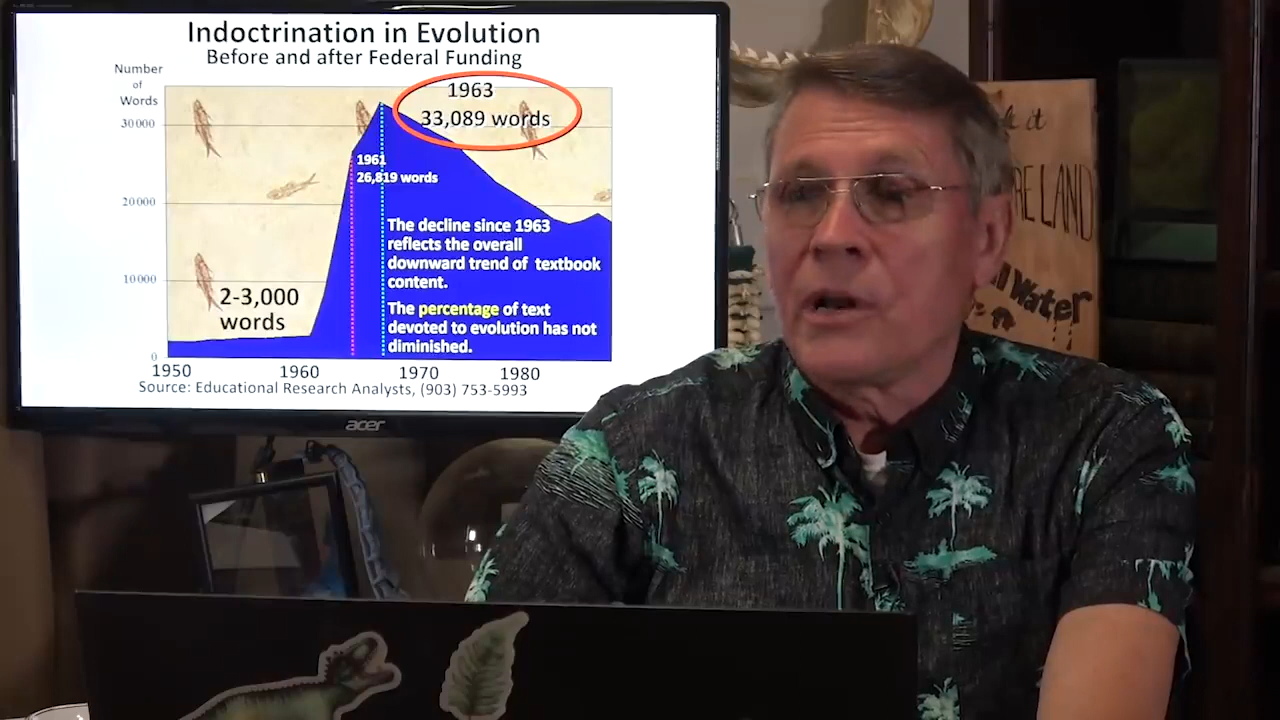 Indoctrination in Evolution
Before and after Federal Funding
Number
of
Words
30000
20000
10000
0
1963
33,089 words
1961
26,819 words
2-3,000
words
The decline since 1963
reflects the overall
downward trend of textbook
content.
The percentage of text
devoted to evolution has not
diminished.
1950 1960 1970 1980
Source: Educational Research Analysts, (903) 753-5993
acer
it
LAND
Water